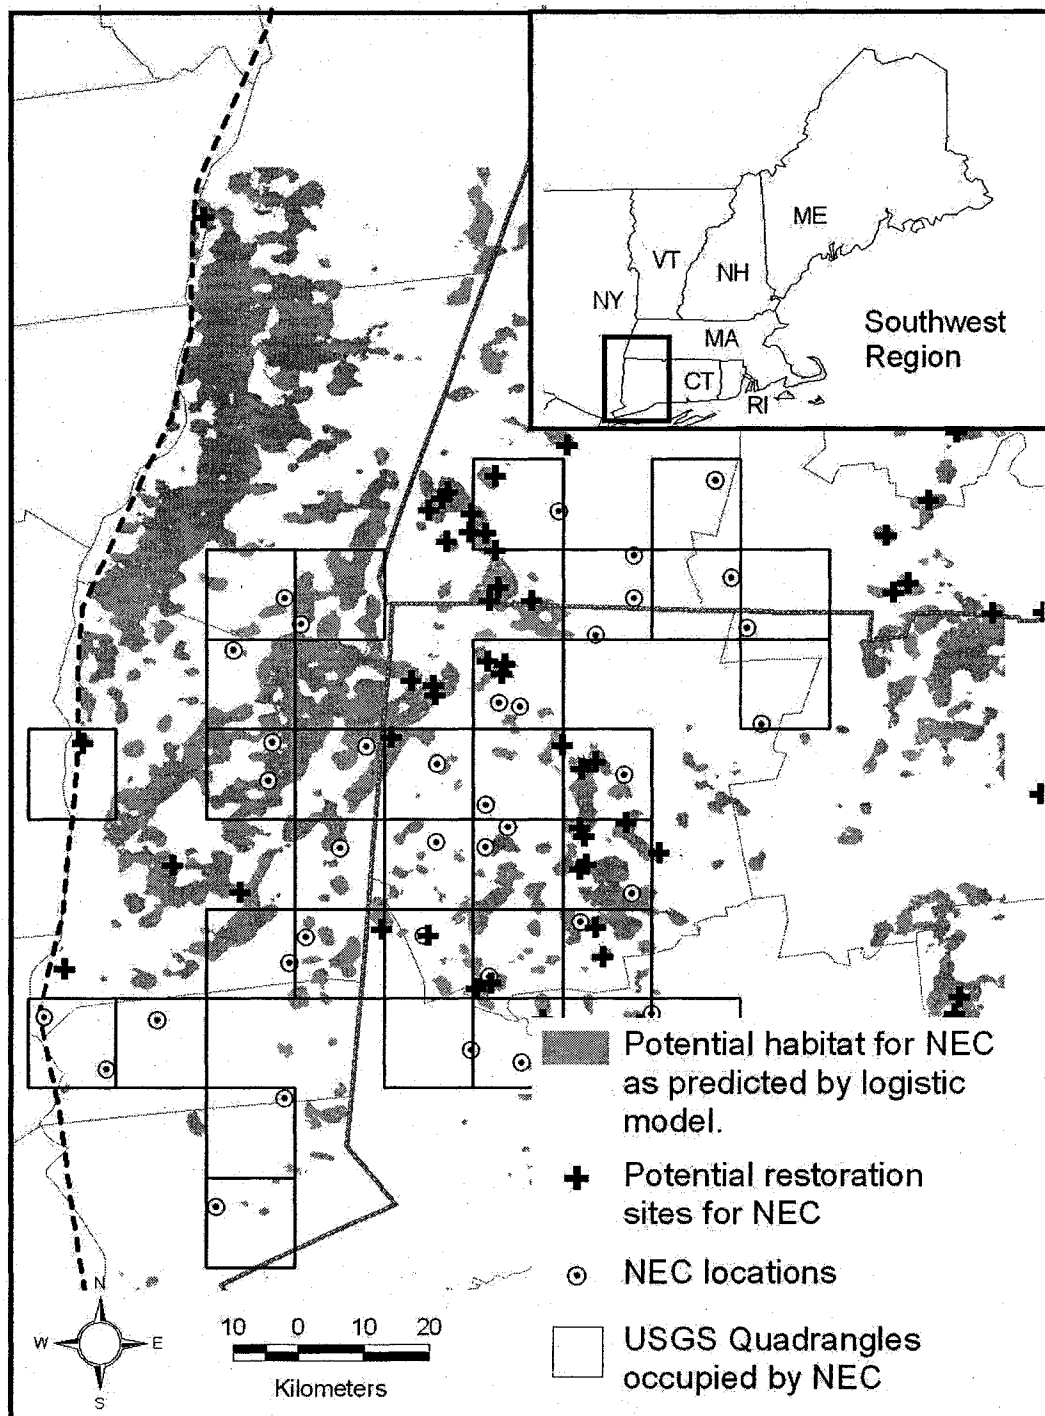 ME
VT
NH
NY
MA
Southwest
Region
CT
RI
Potential habitat for NEC
as predicted by logistic
model.
Potential restoration
sites for NEC
NEC locations
USGS Quadrangles
occupied by NEC
N
W
E
S
10 0 10 20
Kilometers